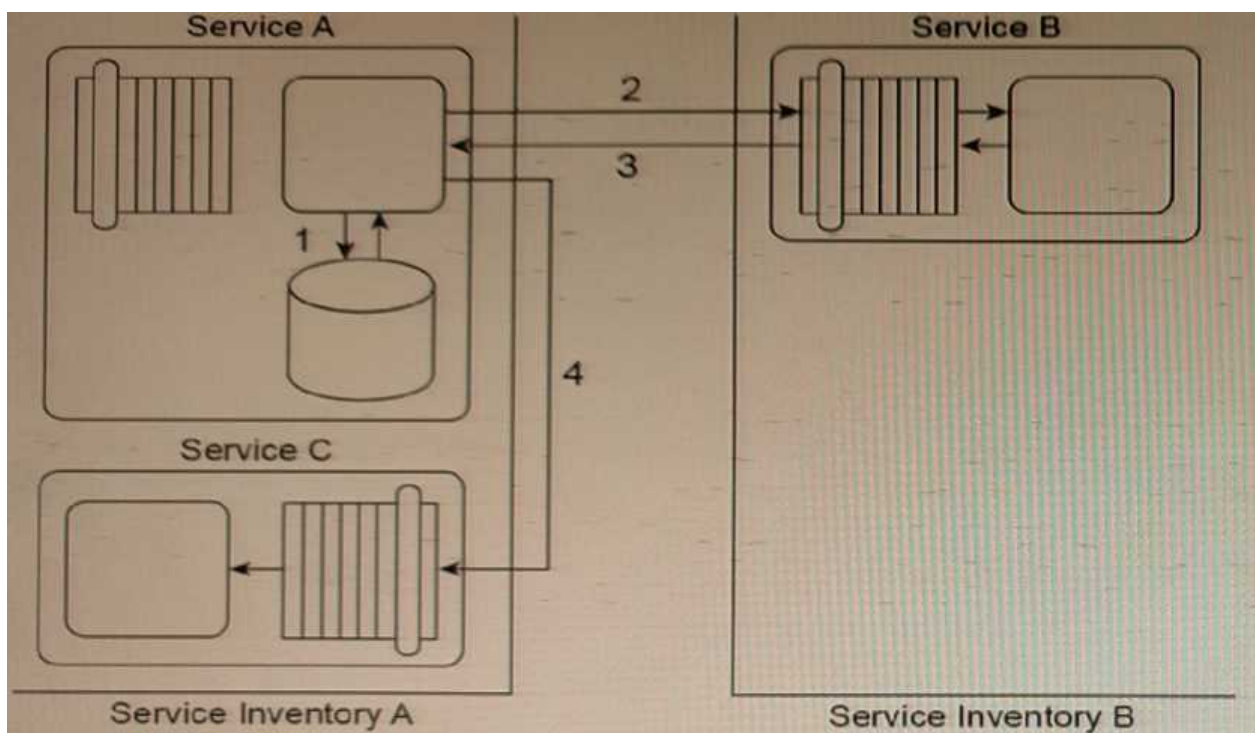 Service A
Service B
2
3
1
4
Service C
Service Inventory A
Service Inventory B